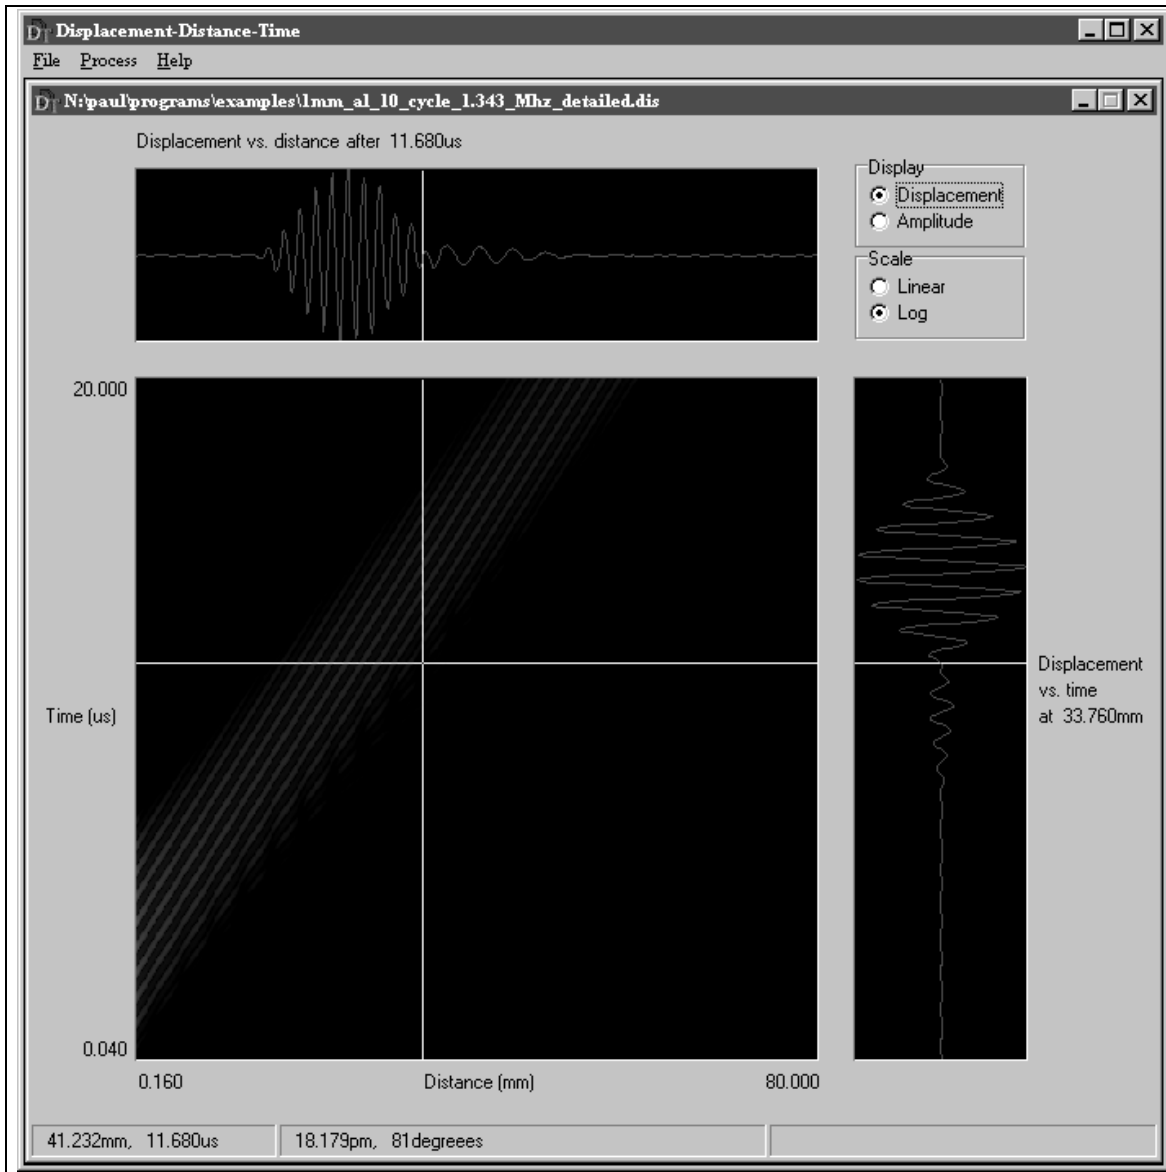 Displacement-Distance-Time
File Process Help
N:\paul\programs\examples\1mm_al_10_cycle_1.343_Mhz_detailed.dis
Displacement vs. distance after 11.680us
Display
Displacement
Amplitude
Scale
Linear
Log
20.000
Time (us)
0.040
Displacement
vs. time
at 33.760mm
0.160 Distance (mm) 80.000
41.232mm, 11.680us 18.179pm, 81degreees